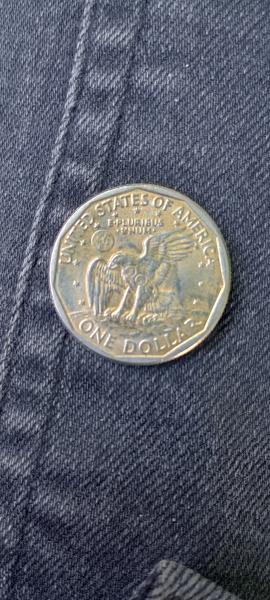 UNITED STATES OF AMERICA
E·PLURIBUS
·UNUM·
ONE DOLLAR